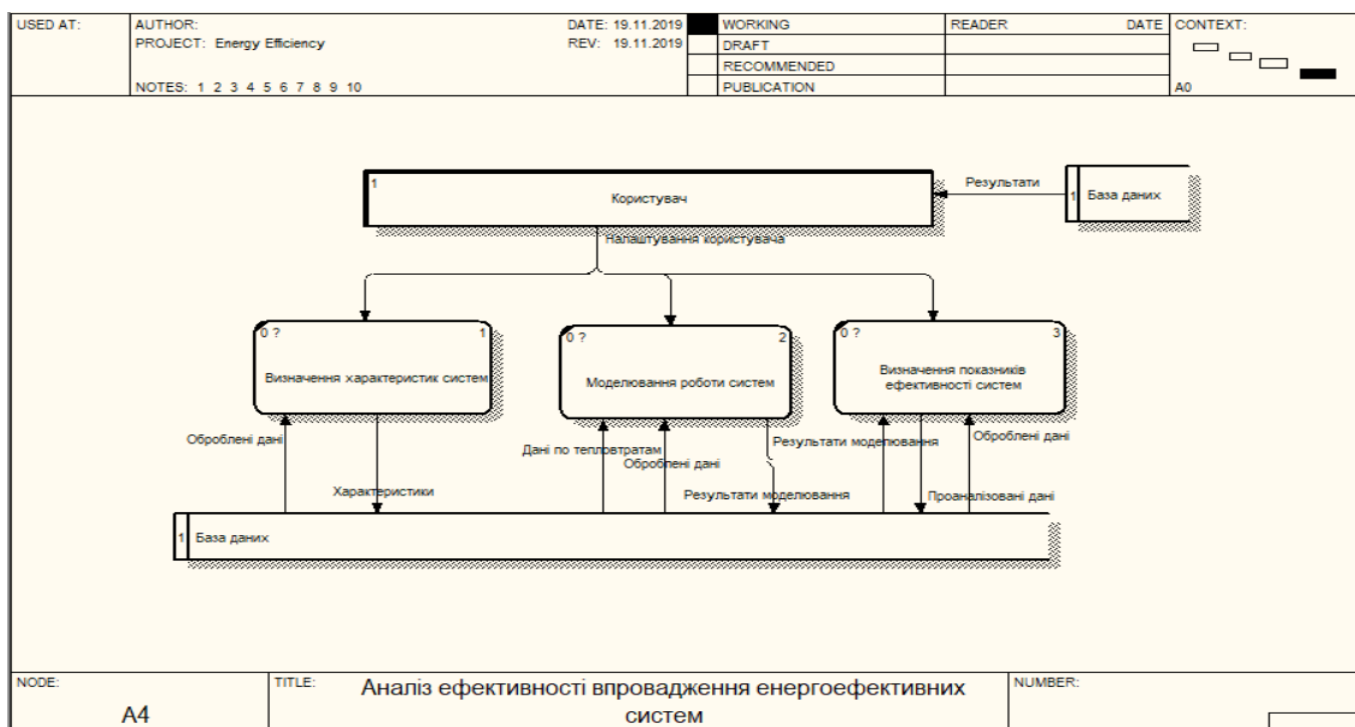 USED AT:
AUTHOR:
DATE: 19.11.2019
WORKING
READER
DATE
CONTEXT:
PROJECT: Energy Efficiency
REV: 19.11.2019
DRAFT
RECOMMENDED
NOTES: 1 2 3 4 5 6 7 8 9 10
PUBLICATION
A0
1
Користувач
Результати
1
База даних
Налаштування користувача
0 ?
1
Визначення характеристик систем
0 ?
2
Моделювання роботи систем
0 ?
3
Визначення показників
ефективності систем
Оброблені дані
Дані по тепловтратам
Оброблені дані
Результати моделювання
Оброблені дані
Характеристики
Результати моделювання
Проаналізовані дані
1
База даних
NODE:
A4
TITLE:
Аналіз ефективності впровадження енергоефективних
систем
NUMBER: